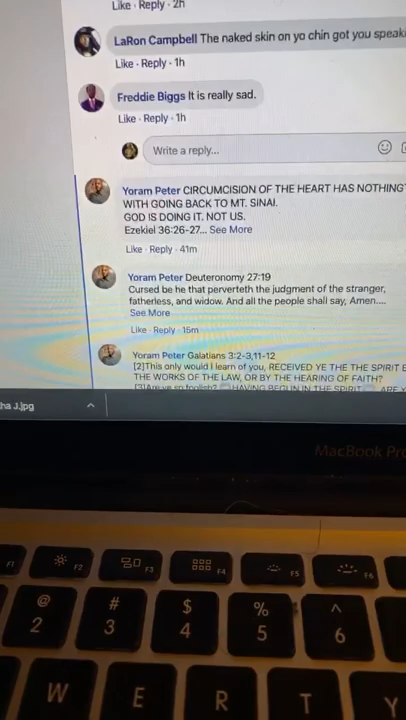 Like · Reply · 2h
LaRon Campbell The naked skin on yo chin got you
Like · Reply · 1h
Freddie Biggs It is really sad.
Like · Reply · 1h
Write a reply...
Yoram Peter CIRCUMCISION OF THE HEART HAS NOTHING
WITH GOING BACK TO MT. SINAI.
GOD IS DOING IT. NOT US.
Ezekiel 36:26-27... See More
Like · Reply · 41m
Yoram Peter Deuteronomy 27:19
Cursed be he that perverteth the judgment of the stranger,
fatherless, and widow. And all the people shall say, Amen....
See More
Like · Reply · 15m
Yoram Peter Galatians 3:2-3,11-12
[2]This only would I learn of you, RECEIVED YE THE THE SPIRIT
THE WORKS OF THE LAW, OR BY THE HEARING OF FAITH?
[3]Are ye so foolish? HAVING BEGUN IN THE SPIRIT ARE
J.jpg
MacBook Pro
F1 F2 F3 F4 F5 F6
@ # $ % ^
2 3 4 5 6
W E R T Y